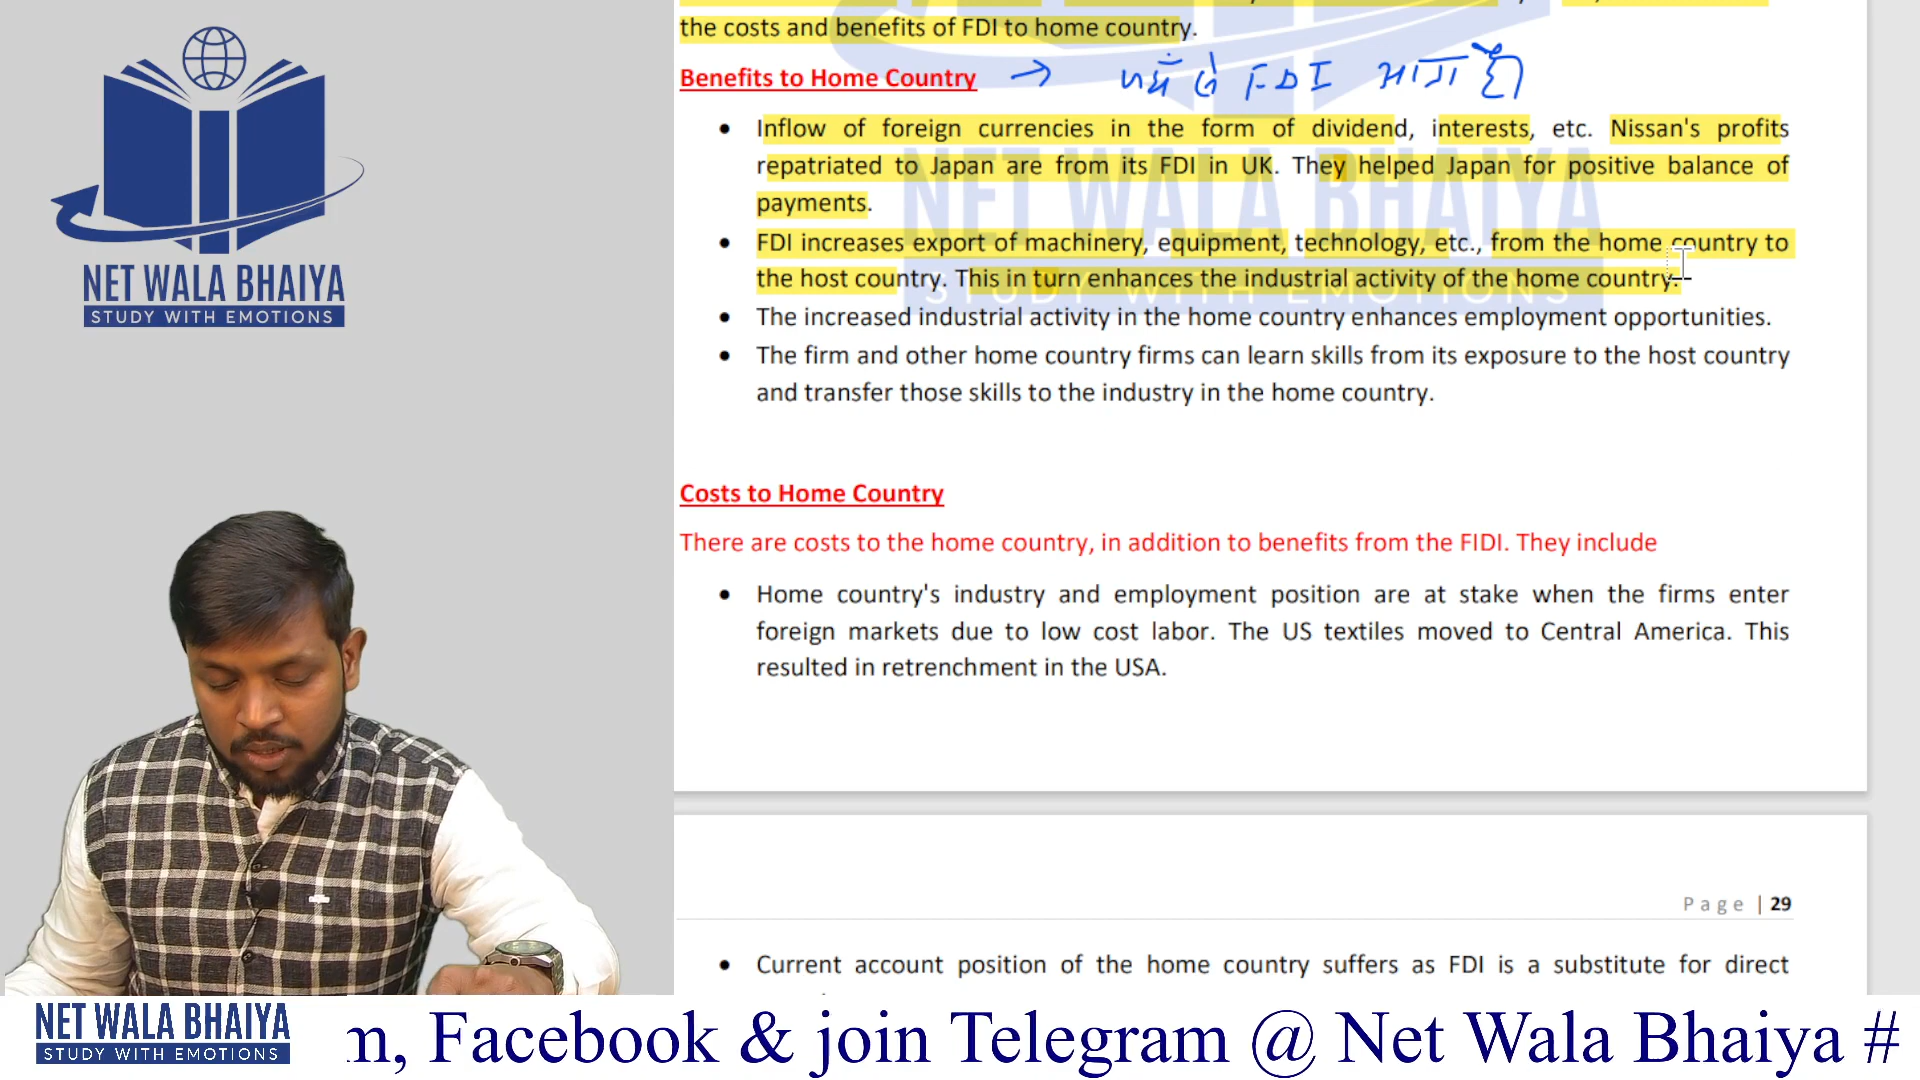 NET WALA BHAIYA
STUDY WITH EMOTIONS
the costs and benefits of FDI to home country.
Benefits to Home Country → FDI
• Inflow of foreign currencies in the form of dividend, interests, etc. Nissan's profits
repatriated to Japan are from its FDI in UK. They helped Japan for positive balance of
payments.
• FDI increases export of machinery, equipment, technology, etc., from the home country to
the host country. This in turn enhances the industrial activity of the home country.
• The increased industrial activity in the home country enhances employment opportunities.
• The firm and other home country firms can learn skills from its exposure to the host country
and transfer those skills to the industry in the home country.
NET WALA BHAIYA
STUDY WITH EMOTIONS
Costs to Home Country
There are costs to the home country, in addition to benefits from the FIDI. They include
• Home country's industry and employment position are at stake when the firms enter
foreign markets due to low cost labor. The US textiles moved to Central America. This
resulted in retrenchment in the USA.
Page | 29
• Current account position of the home country suffers as FDI is a substitute for direct
NET WALA BHAIYA
STUDY WITH EMOTIONS
m, Facebook & join Telegram @ Net Wala Bhaiya #